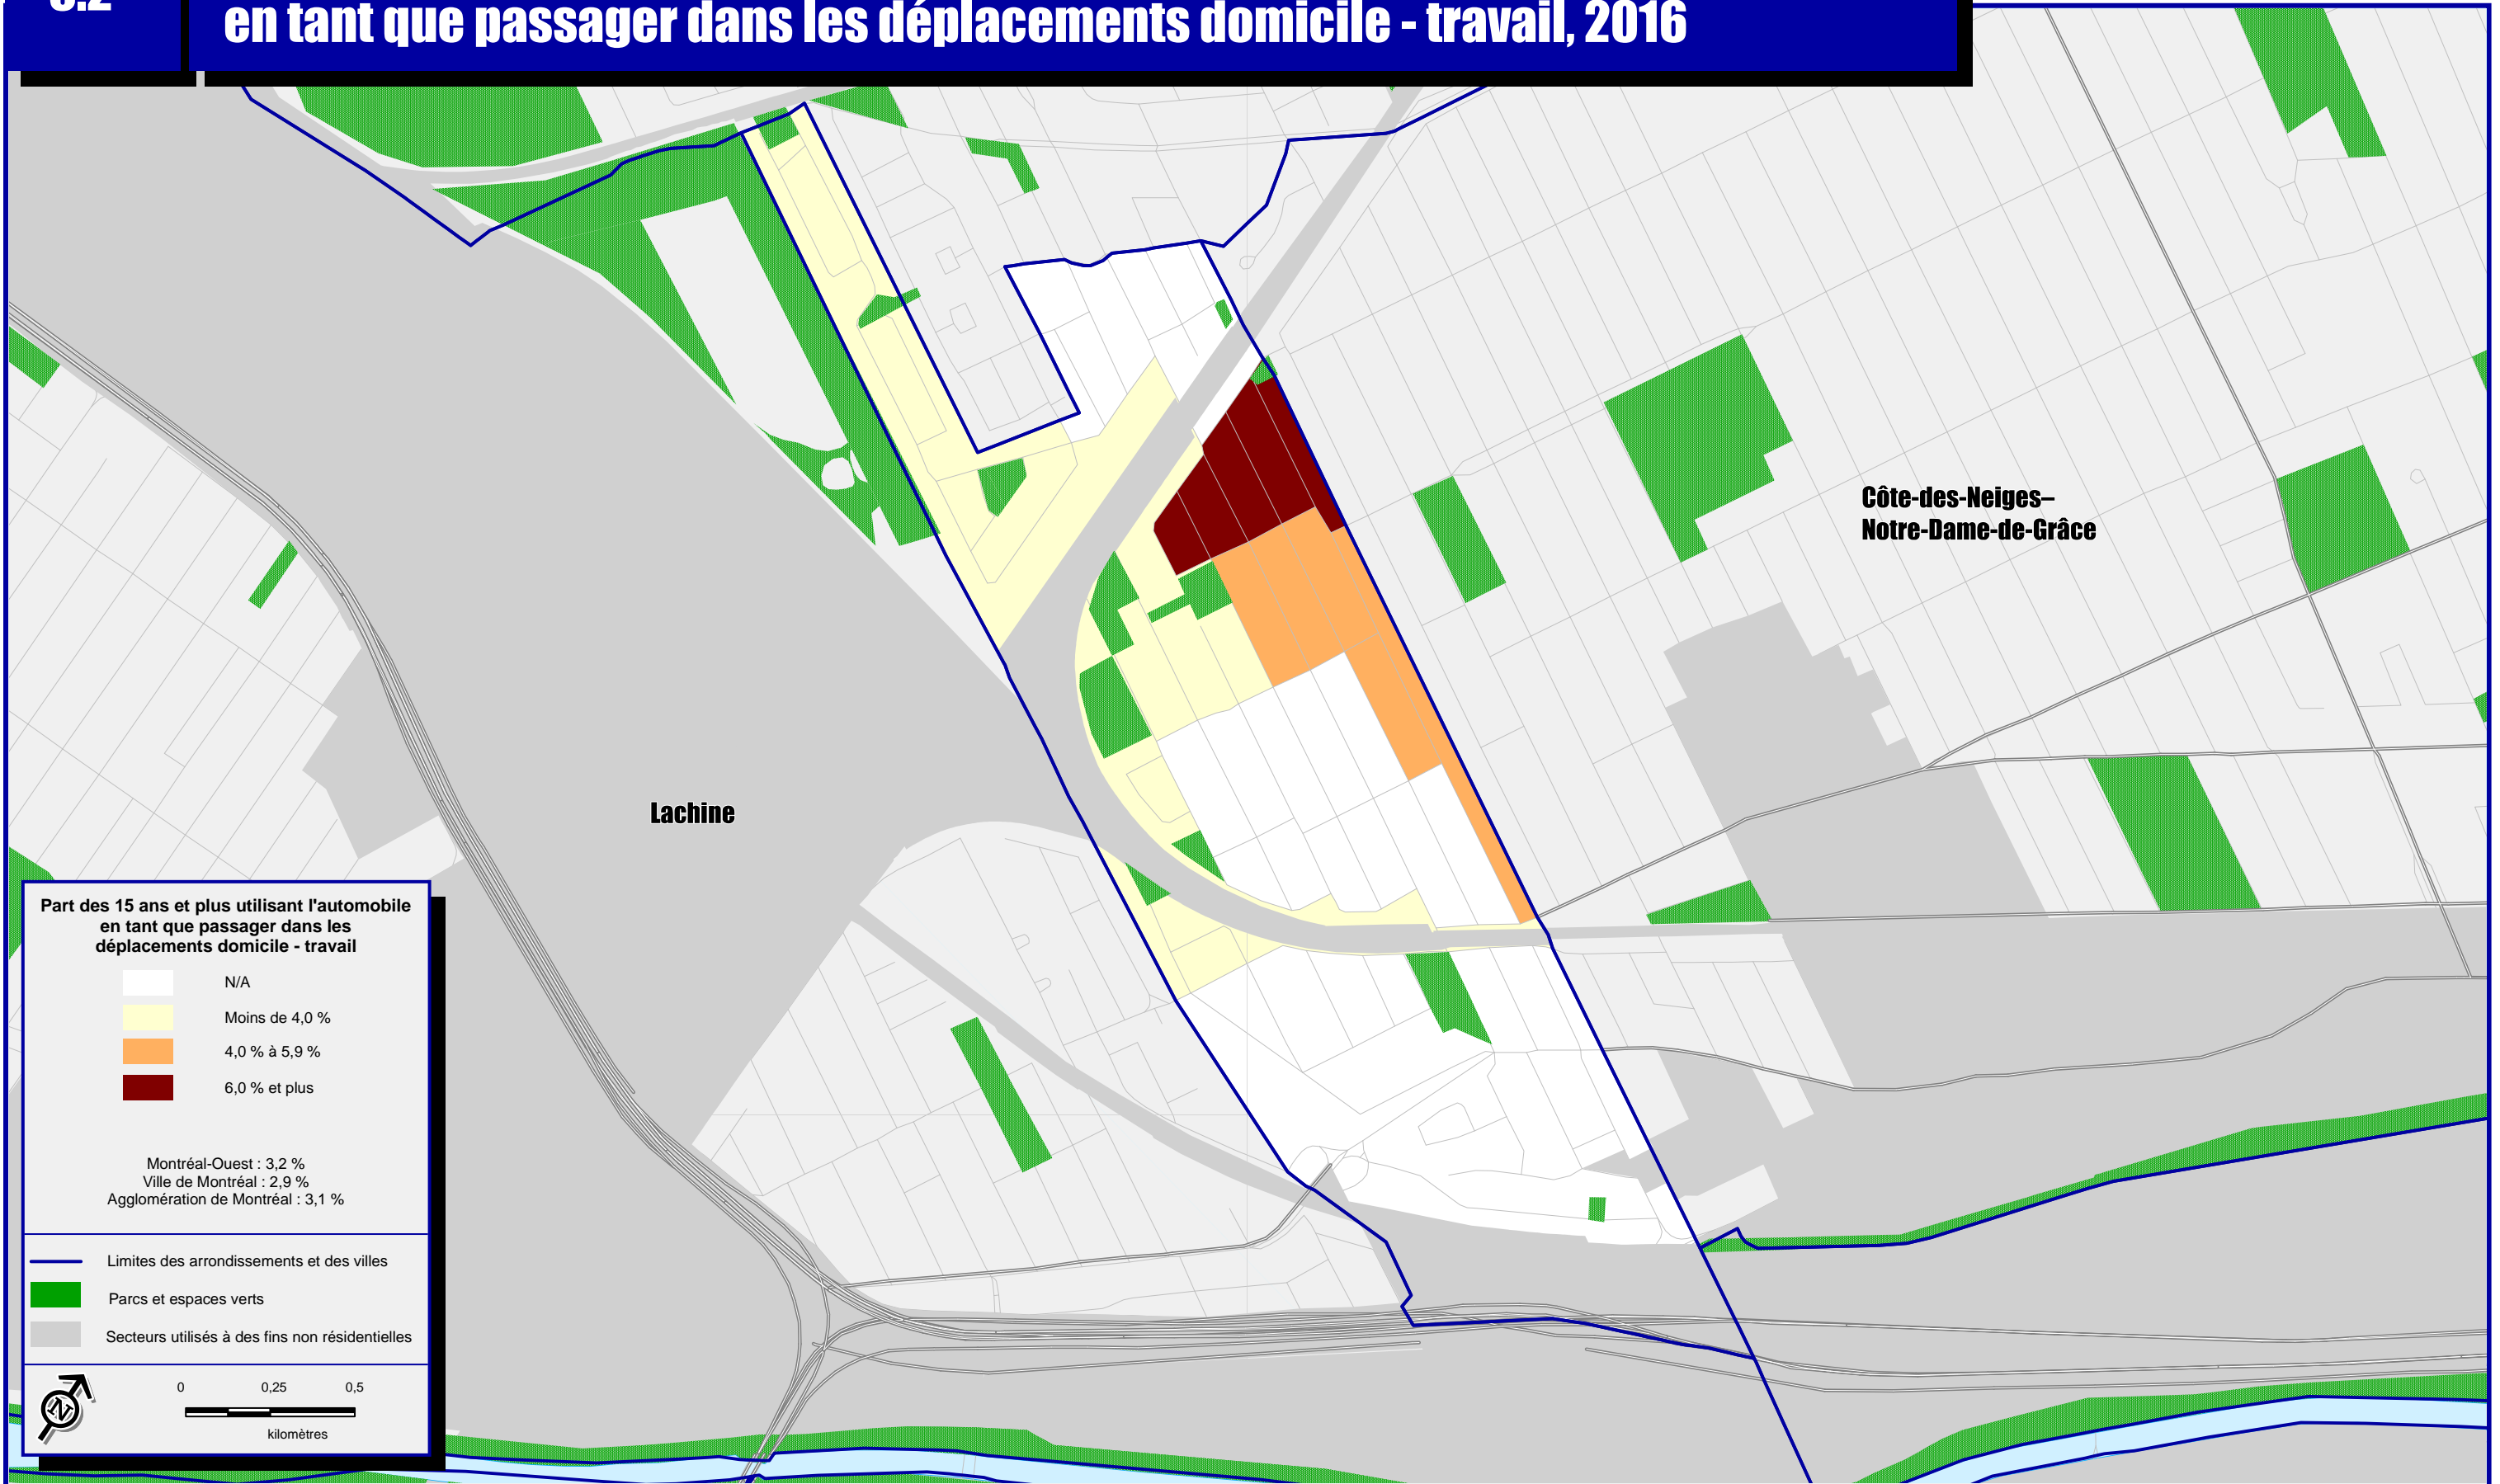 en tant que passager dans les déplacements domicile - travail, 2016
Côte-des-Neiges–
Notre-Dame-de-Grâce
Lachine
Part des 15 ans et plus utilisant l'automobile
en tant que passager dans les
déplacements domicile - travail
N/A
Moins de 4,0 %
4,0 % à 5,9 %
6,0 % et plus
Montréal-Ouest : 3,2 %
Ville de Montréal : 2,9 %
Agglomération de Montréal : 3,1 %
Limites des arrondissements et des villes
Parcs et espaces verts
Secteurs utilisés à des fins non résidentielles
N
0 0,25 0,5
kilomètres